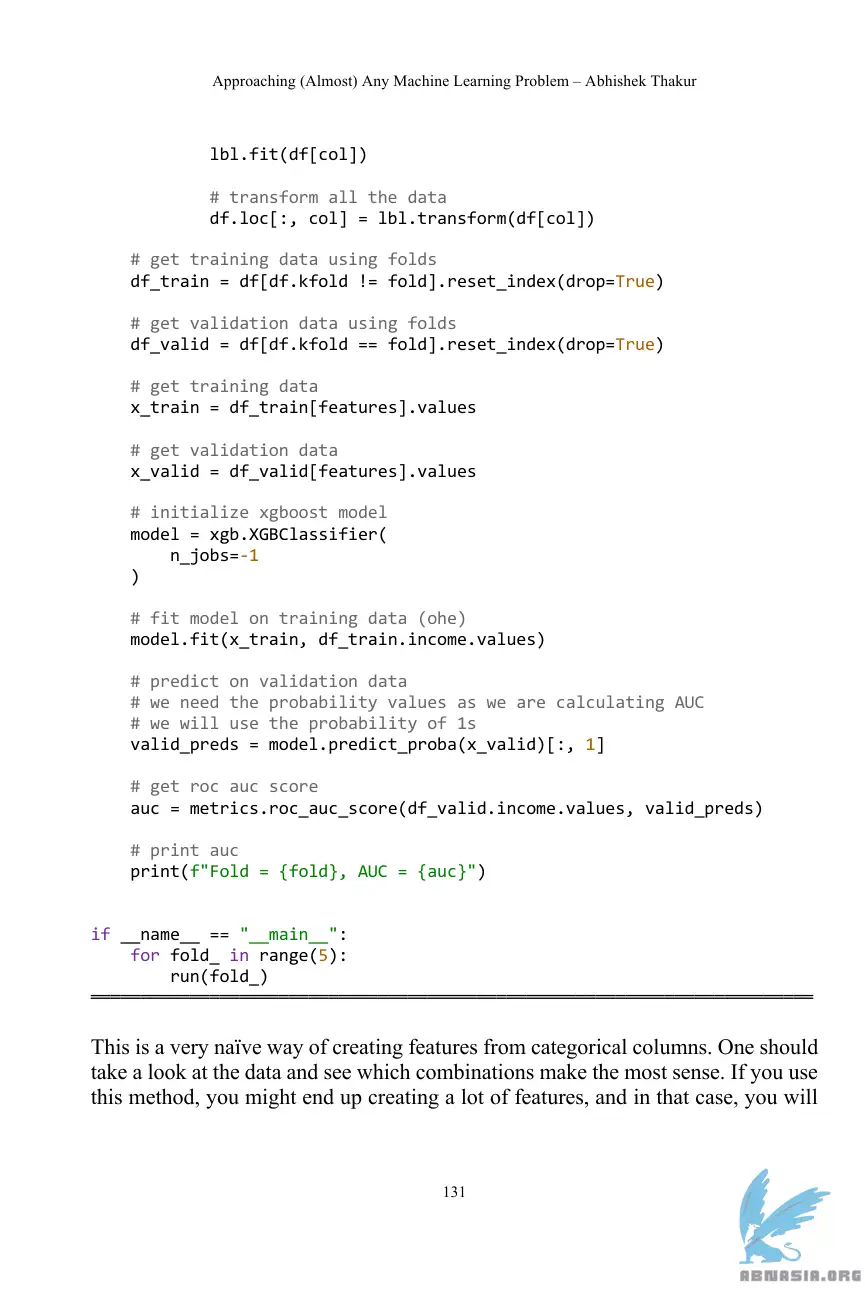 Approaching (Almost) Any Machine Learning Problem – Abhishek Thakur
            lbl.fit(df[col])
            # transform all the data
            df.loc[:, col] = lbl.transform(df[col])
    # get training data using folds
    df_train = df[df.kfold != fold].reset_index(drop=True)
    # get validation data using folds
    df_valid = df[df.kfold == fold].reset_index(drop=True)
    # get training data
    x_train = df_train[features].values
    # get validation data
    x_valid = df_valid[features].values
    # initialize xgboost model
    model = xgb.XGBClassifier(
        n_jobs=-1
    )
    # fit model on training data (ohe)
    model.fit(x_train, df_train.income.values)
    # predict on validation data
    # we need the probability values as we are calculating AUC
    # we will use the probability of 1s
    valid_preds = model.predict_proba(x_valid)[:, 1]
    # get roc auc score
    auc = metrics.roc_auc_score(df_valid.income.values, valid_preds)
    # print auc
    print(f"Fold = {fold}, AUC = {auc}")
if __name__ == "__main__":
    for fold_ in range(5):
        run(fold_)
This is a very naïve way of creating features from categorical columns. One should
take a look at the data and see which combinations make the most sense. If you use
this method, you might end up creating a lot of features, and in that case, you will
131
ABNASIA.ORG